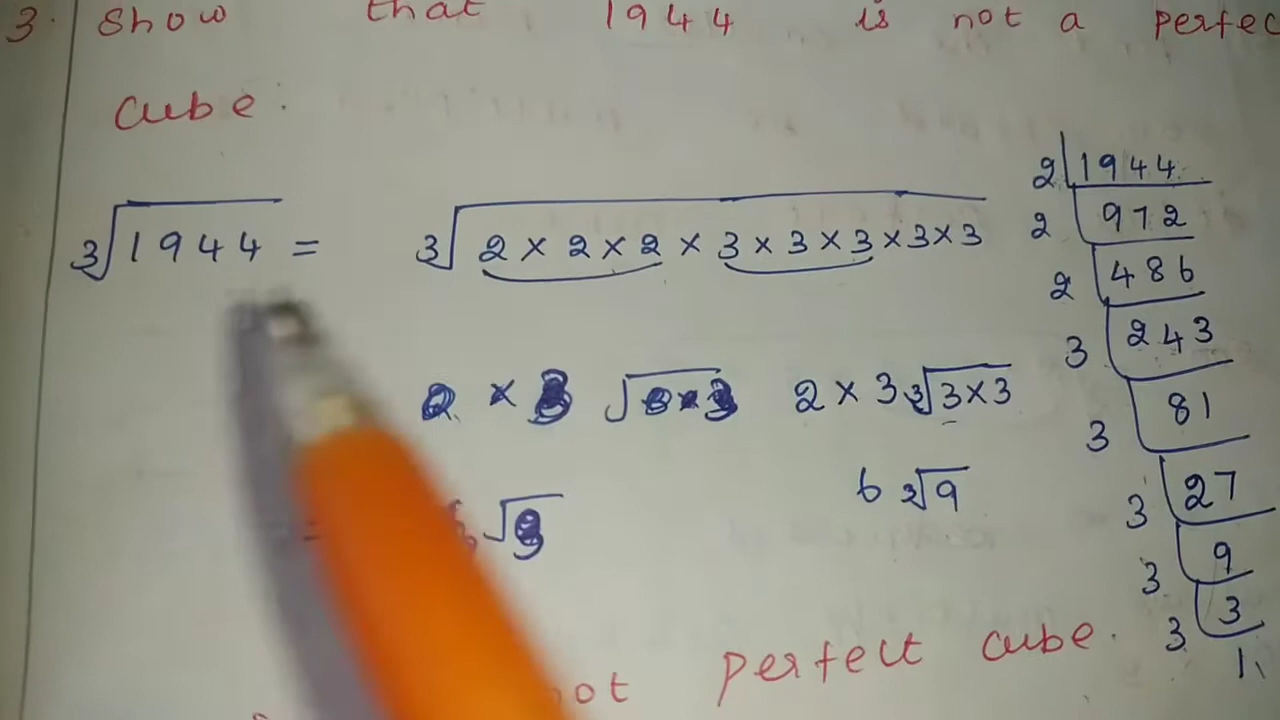 3. Show that 1944 is not a perfec
cube:
∛1944 = ∛2 × 2 × 2 × 3 × 3 × 3 × 3 × 3
2 × 3 ∛3 × 3
6 ∛9
not perfect cube.
2 | 1944
2 | 972
2 | 486
3 | 243
3 | 81
3 | 27
3 | 9
3 | 3
1